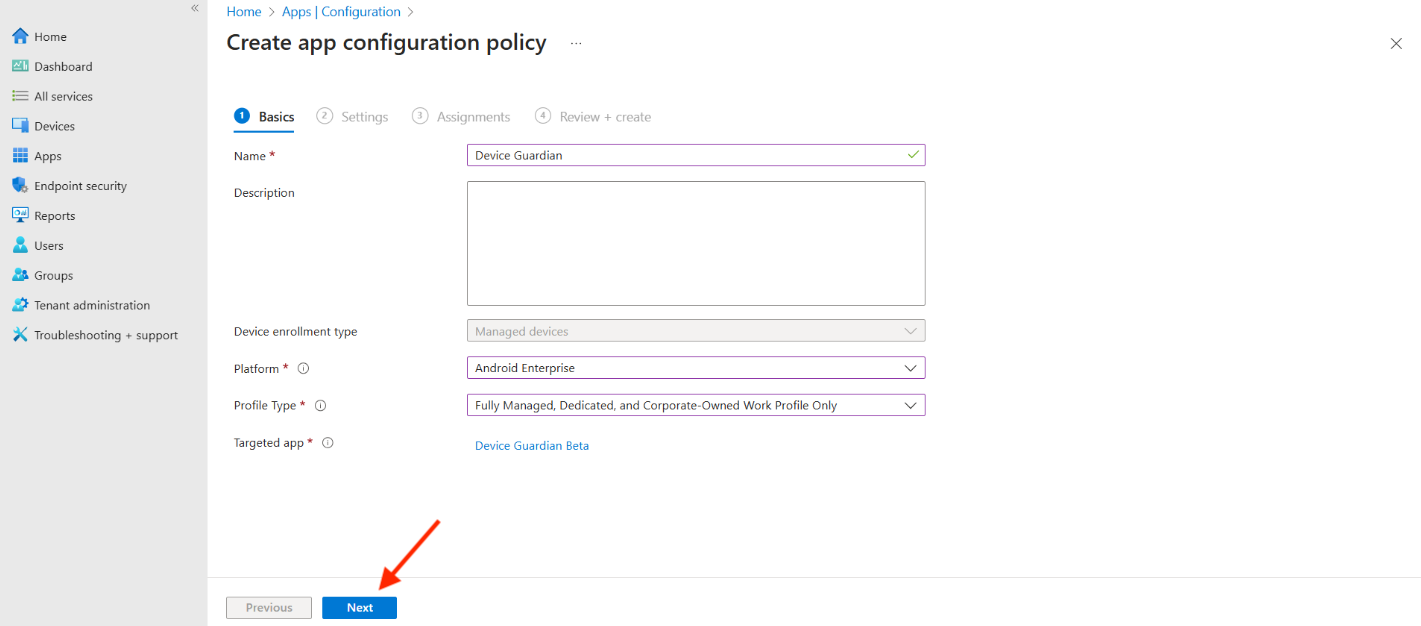 «
Home
Dashboard
All services
Devices
Apps
Endpoint security
Reports
Users
Groups
Tenant administration
Troubleshooting + support
Home > Apps | Configuration >
Create app configuration policy ...
1 Basics 2 Settings 3 Assignments 4 Review + create
Name * Device Guardian
Description
Device enrollment type Managed devices
Platform * Android Enterprise
Profile Type * Fully Managed, Dedicated, and Corporate-Owned Work Profile Only
Targeted app * Device Guardian Beta
Previous Next